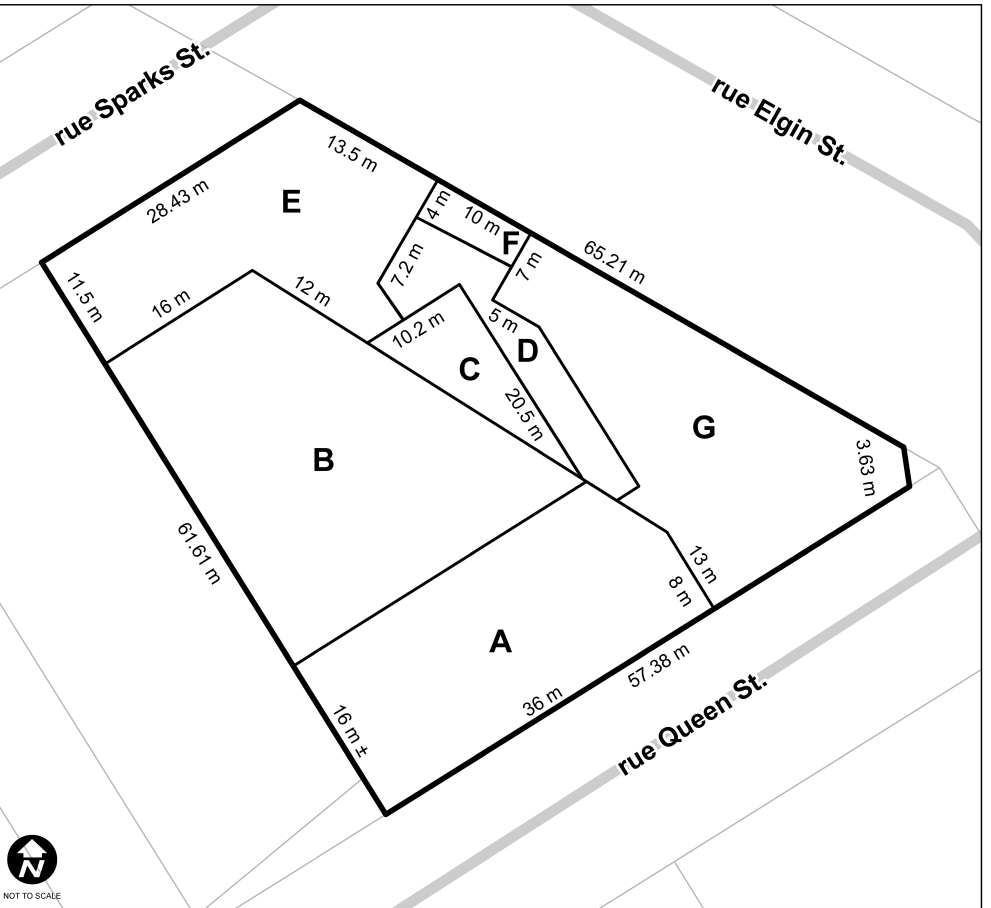 rue Sparks St.
rue Elgin St.
13.5 m
28.43 m
E
4 m
10 m
F
65.21 m
7.2 m
7 m
11.5 m
16 m
12 m
10.2 m
5 m
D
C
20.5 m
G
B
3.63 m
61.61 m
13 m
8 m
A
57.38 m
36 m
16 m ±
rue Queen St.
N
NOT TO SCALE